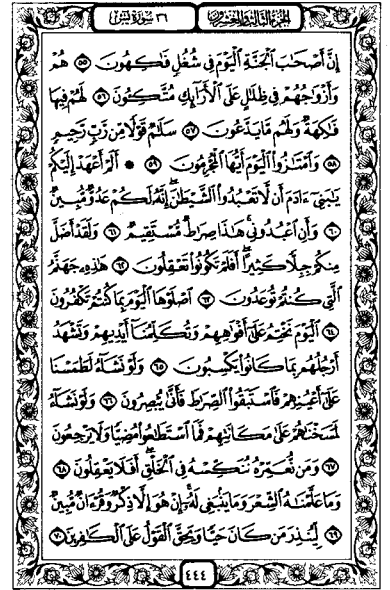 الجزء الثالث والعشرون ٣٦ سورة يس
إِنَّ أَصْحَٰبَ ٱلْجَنَّةِ ٱلْيَوْمَ فِى شُغُلٍ فَٰكِهُونَ ٥٥ هُمْ
وَأَزْوَٰجُهُمْ فِى ظِلَٰلٍ عَلَى ٱلْأَرَآئِكِ مُتَّكِـُٔونَ ٥٦ لَهُمْ فِيهَا
فَٰكِهَةٌ وَلَهُم مَّا يَدَّعُونَ ٥٧ سَلَٰمٌ قَوْلًا مِّن رَّبٍّ رَّحِيمٍ
٥٨ وَٱمْتَٰزُوا۟ ٱلْيَوْمَ أَيُّهَا ٱلْمُجْرِمُونَ ٥٩ ۞ أَلَمْ أَعْهَدْ إِلَيْكُمْ
يَٰبَنِىٓ ءَادَمَ أَن لَّا تَعْبُدُوا۟ ٱلشَّيْطَٰنَ ۖ إِنَّهُۥ لَكُمْ عَدُوٌّ مُّبِينٌ
٦٠ وَأَنِ ٱعْبُدُونِى ۚ هَٰذَا صِرَٰطٌ مُّسْتَقِيمٌ ٦١ وَلَقَدْ أَضَلَّ
مِنكُمْ جِبِلًّا كَثِيرًا ۖ أَفَلَمْ تَكُونُوا۟ تَعْقِلُونَ ٦٢ هَٰذِهِۦ جَهَنَّمُ
ٱلَّتِى كُنتُمْ تُوعَدُونَ ٦٣ ٱصْلَوْهَا ٱلْيَوْمَ بِمَا كُنتُمْ تَكْفُرُونَ
٦٤ ٱلْيَوْمَ نَخْتِمُ عَلَىٰٓ أَفْوَٰهِهِمْ وَتُكَلِّمُنَآ أَيْدِيهِمْ وَتَشْهَدُ
أَرْجُلُهُم بِمَا كَانُوا۟ يَكْسِبُونَ ٦٥ وَلَوْ نَشَآءُ لَطَمَسْنَا
عَلَىٰٓ أَعْيُنِهِمْ فَٱسْتَبَقُوا۟ ٱلصِّرَٰطَ فَأَنَّىٰ يُبْصِرُونَ ٦٦ وَلَوْ نَشَآءُ
لَمَسَخْنَٰهُمْ عَلَىٰ مَكَانَتِهِمْ فَمَا ٱسْتَطَٰعُوا۟ مُضِيًّا وَلَا يَرْجِعُونَ
٦٧ وَمَن نُّعَمِّرْهُ نُنَكِّسْهُ فِى ٱلْخَلْقِ ۖ أَفَلَا يَعْقِلُونَ ٦٨
وَمَا عَلَّمْنَٰهُ ٱلشِّعْرَ وَمَا يَنۢبَغِى لَهُۥٓ ۚ إِنْ هُوَ إِلَّا ذِكْرٌ وَقُرْءَانٌ مُّبِينٌ
٦٩ لِّيُنذِرَ مَن كَانَ حَيًّا وَيَحِقَّ ٱلْقَوْلُ عَلَى ٱلْكَٰفِرِينَ ٧٠
٤٤٤